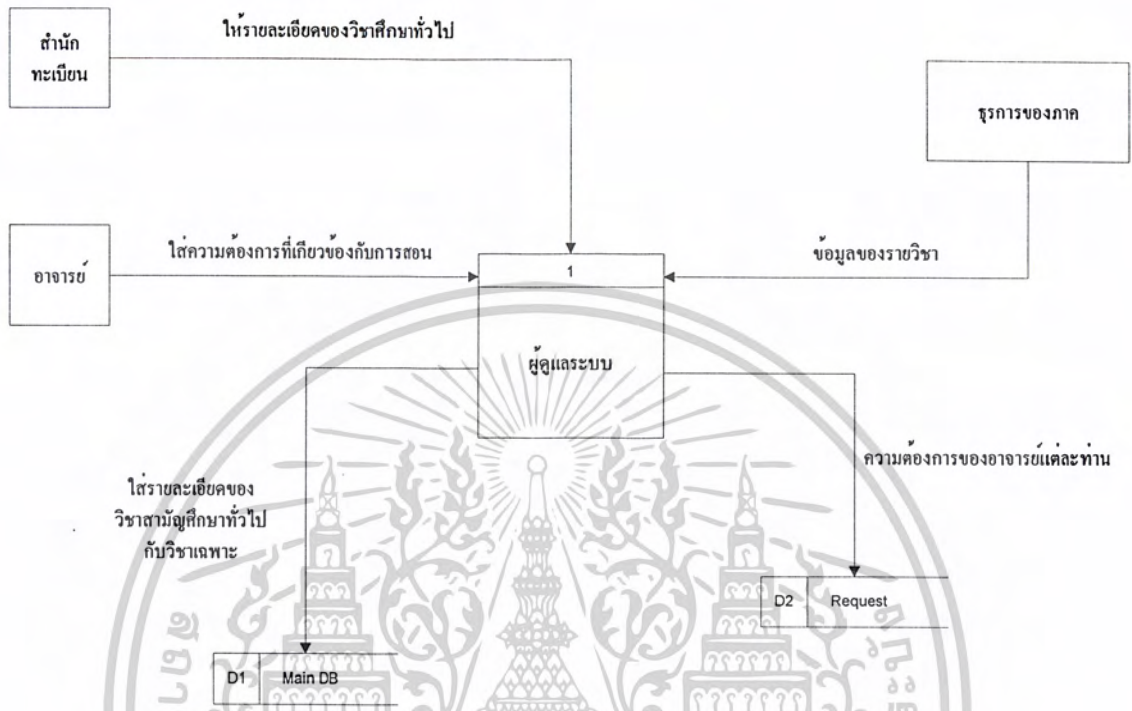 สำนัก
ทะเบียน
ให้รายละเอียดของวิชาศึกษาทั่วไป
ธุรการของภาค
อาจารย์
ใส่ความต้องการที่เกี่ยวข้องกับการสอน
1
ข้อมูลของรายวิชา
ผู้ดูแลระบบ
ใส่รายละเอียดของ
วิชาสามัญศึกษาทั่วไป
กับวิชาเฉพาะ
ความต้องการของอาจารย์แต่ละท่าน
D2 Request
D1 Main DB